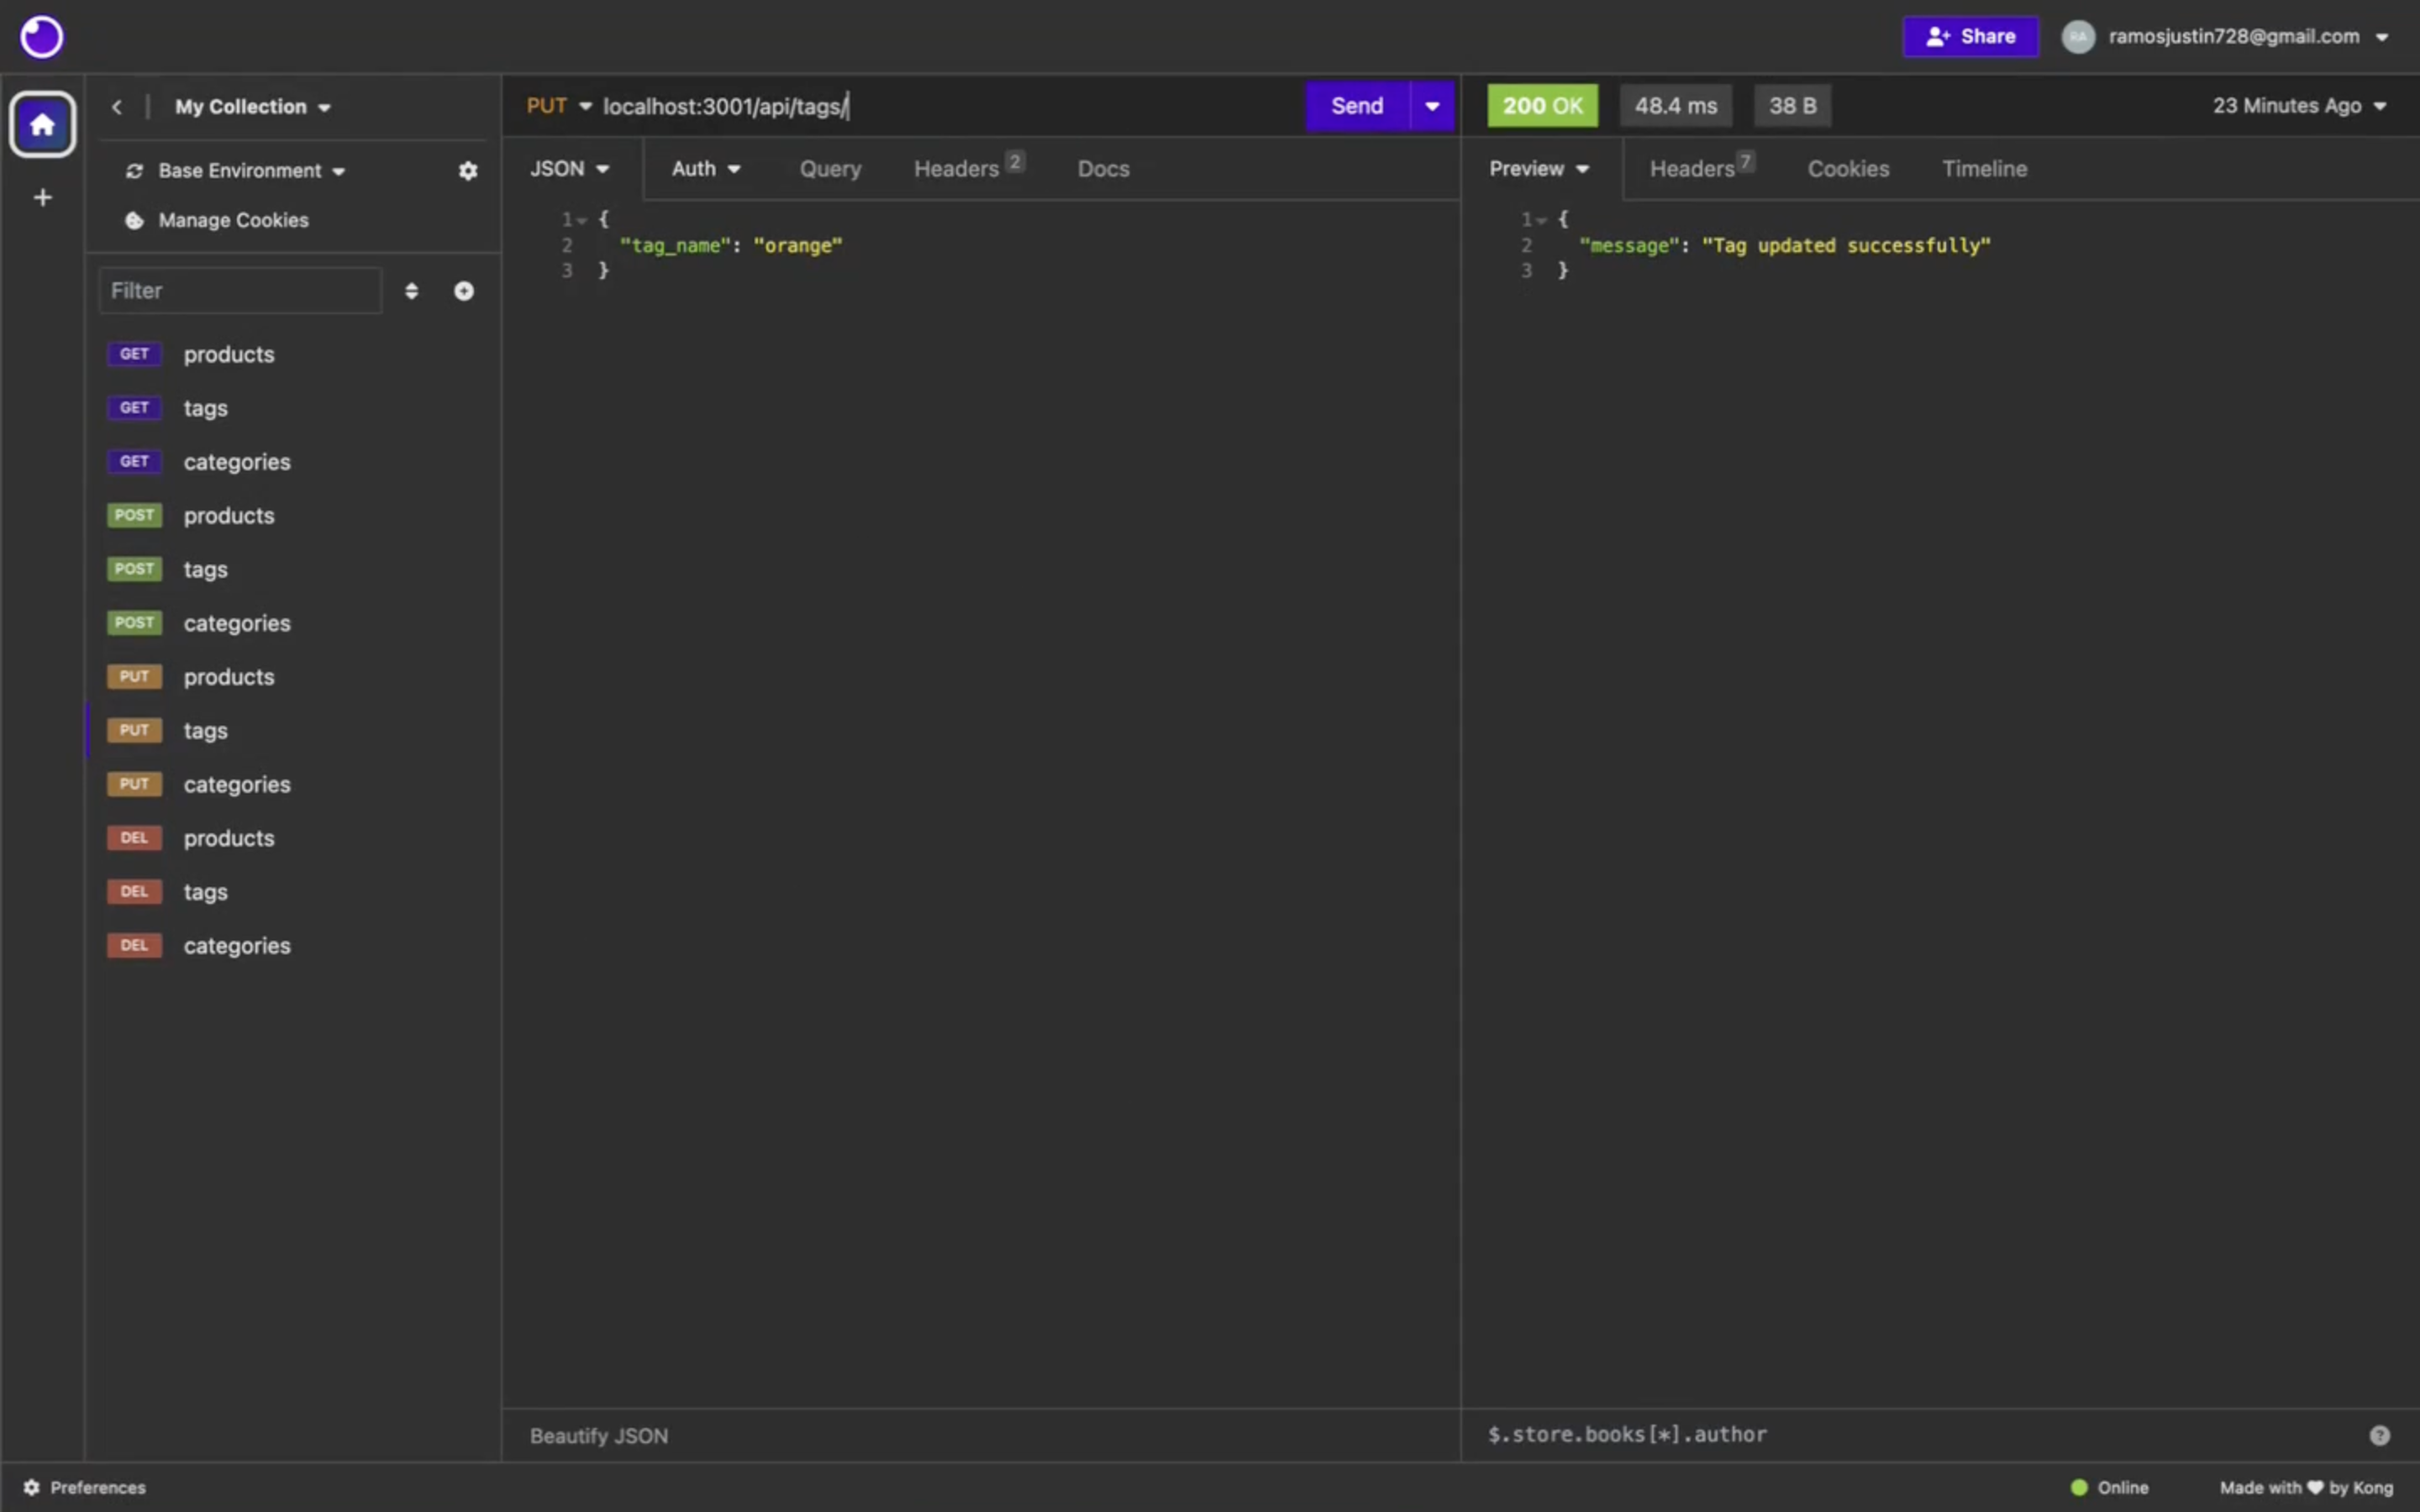 Share
RA
ramosjustin728@gmail.com
My Collection
Base Environment
Manage Cookies
Filter
GET products
GET tags
GET categories
POST products
POST tags
POST categories
PUT products
PUT tags
PUT categories
DEL products
DEL tags
DEL categories
Preferences
PUT localhost:3001/api/tags/ Send
JSON Auth Query Headers 2 Docs
1 {
2 "tag_name": "orange"
3 }
Beautify JSON
200 OK 48.4 ms 38 B 23 Minutes Ago
Preview Headers 7 Cookies Timeline
1 {
2 "message": "Tag updated successfully"
3 }
$.store.books[*].author
?
Online
Made with ♥ by Kong